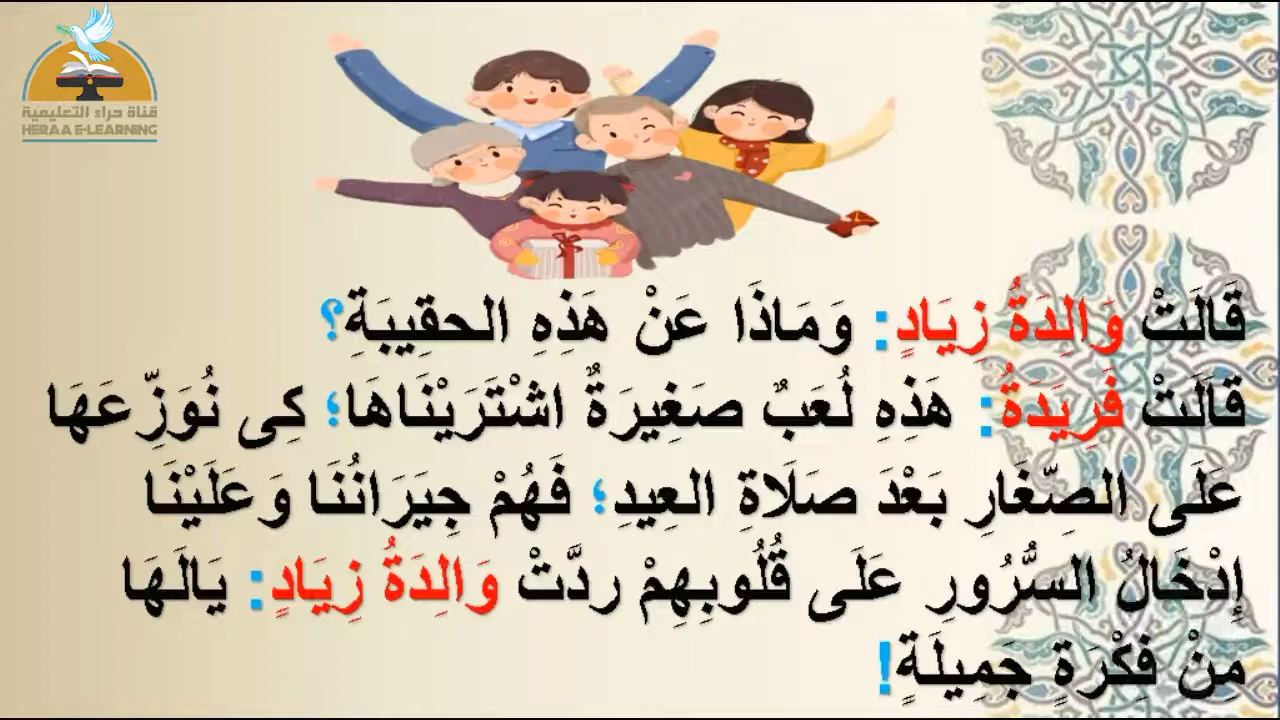 قناة حراء التعليمية
HERAA E-LEARNING
قَالَتْ وَالِدَةُ زِيَادٍ: وَمَاذَا عَنْ هَذِهِ الحقِيبَةِ؟
قَالَتْ فَرِيدَةُ: هَذِهِ لُعَبٌ صَغِيرَةٌ اشْتَرَيْنَاهَا؛ كِى نُوَزِّعَهَا
عَلَى الصِّغَارِ بَعْدَ صَلَاةِ العِيدِ؛ فَهُمْ جِيَرَانُنَا وَعَلَيْنَا
إِدْخَالُ السُّرُورِ عَلَى قُلُوبِهِمْ ردَّتْ وَالِدَةُ زِيَادٍ: يَالَهَا
مِنْ فِكْرَةٍ جَمِيلَةٍ!